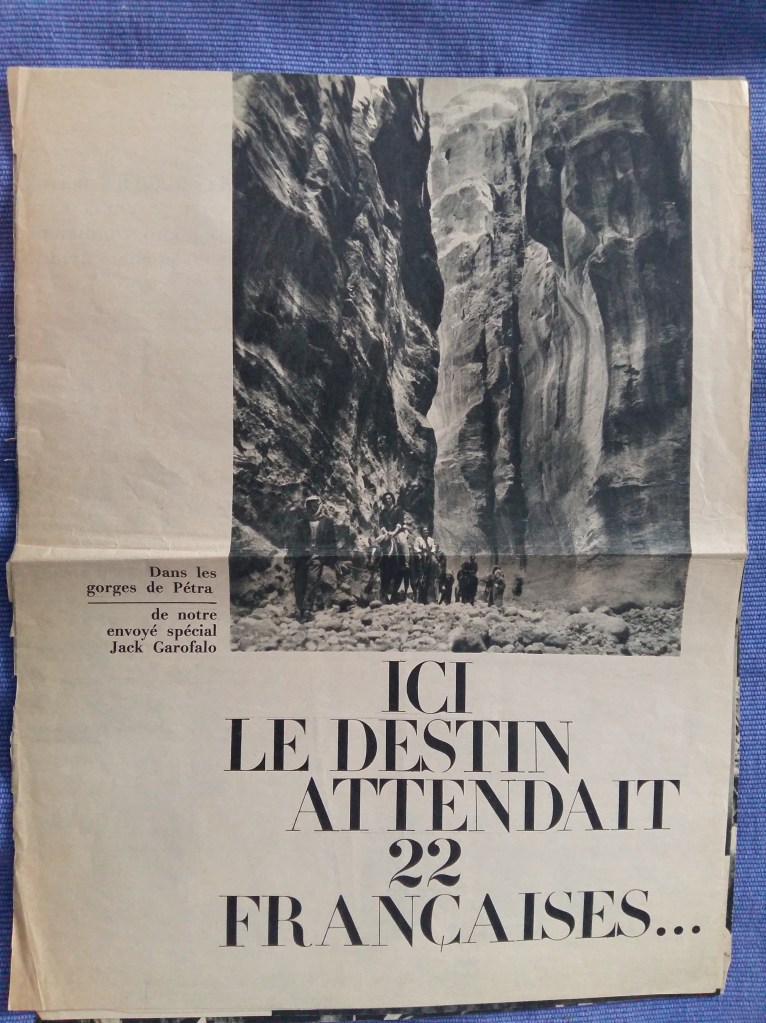 Dans les
gorges de Pétra
de notre
envoyé spécial
Jack Garofalo
ICI
LE DESTIN
ATTENDAIT
22
FRANÇAISES...